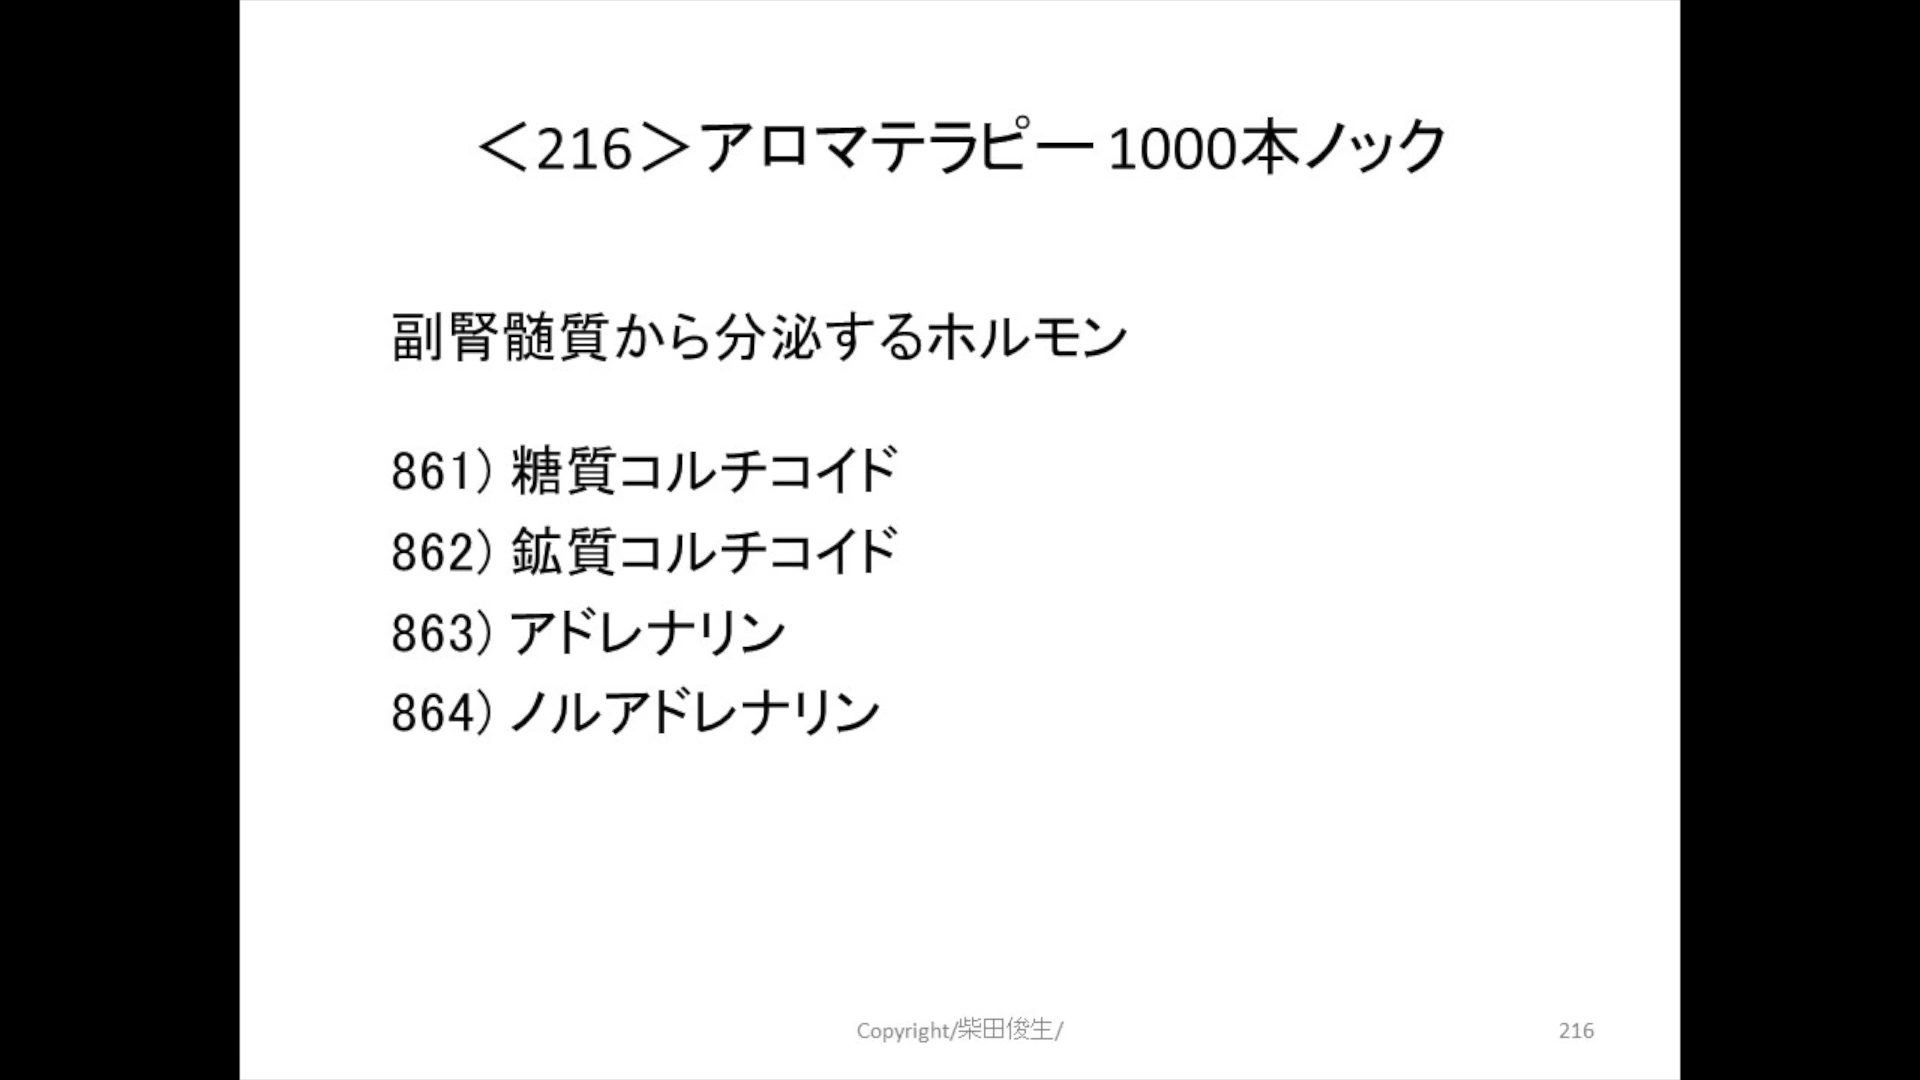 ＜216＞アロマテラピー1000本ノック
副腎髄質から分泌するホルモン
861) 糖質コルチコイド
862) 鉱質コルチコイド
863) アドレナリン
864) ノルアドレナリン
Copyright/柴田俊生/
216